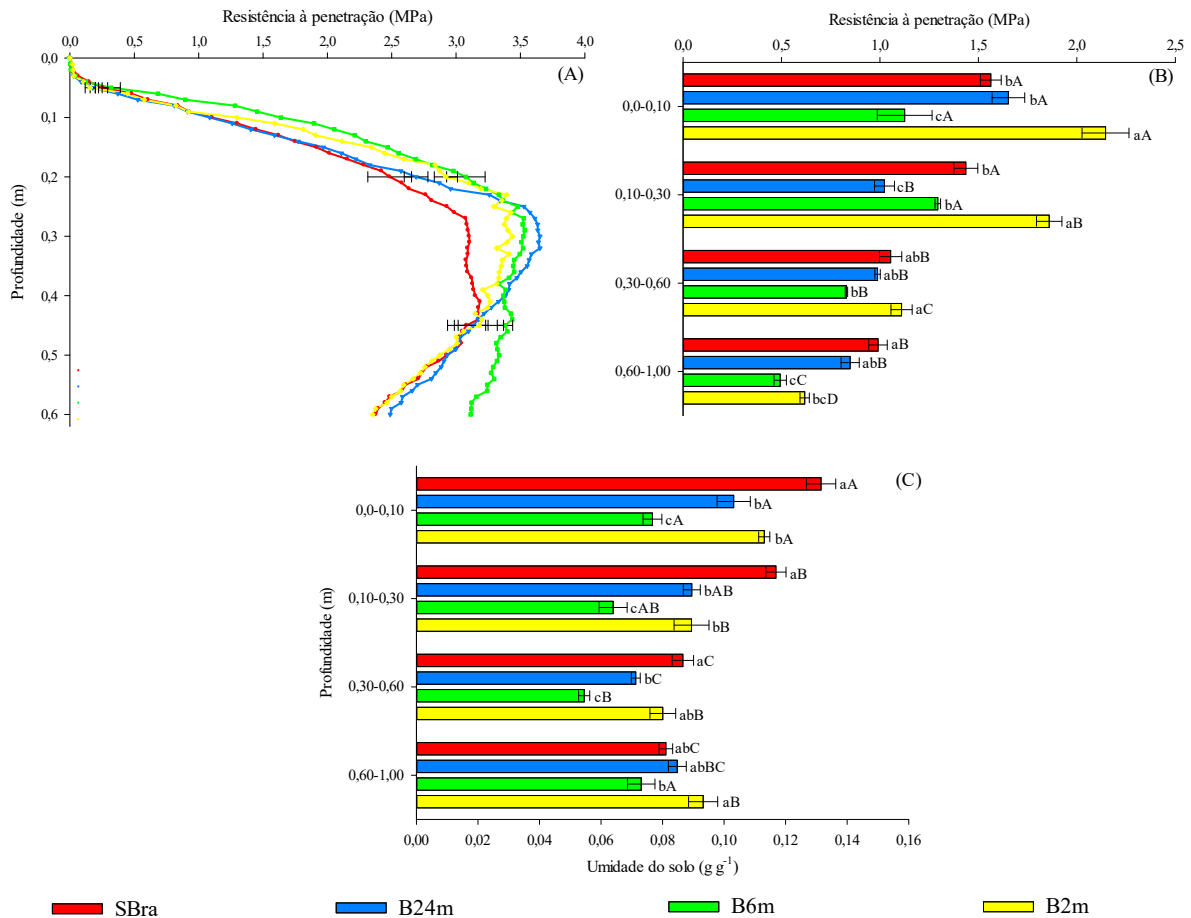 Resistência à penetração (MPa)
0,0 0,5 1,0 1,5 2,0 2,5 3,0 3,5 4,0
(A)
Profundidade (m)
0,0
0,1
0,2
0,3
0,4
0,5
0,6
Resistência à penetração (MPa)
0,0 0,5 1,0 1,5 2,0 2,5
(B)
0,0-0,10
bA
bA
cA
aA
0,10-0,30
bA
cB
bA
aB
0,30-0,60
abB
abB
bB
aC
0,60-1,00
aB
abB
cC
bcD
(C)
Profundidade (m)
0,0-0,10
aA
bA
cA
bA
0,10-0,30
aB
bAB
cAB
bB
0,30-0,60
aC
bC
cB
abB
0,60-1,00
abC
abBC
bA
aB
0,00 0,02 0,04 0,06 0,08 0,10 0,12 0,14 0,16
Umidade do solo (g g⁻¹)
SBra B24m B6m B2m